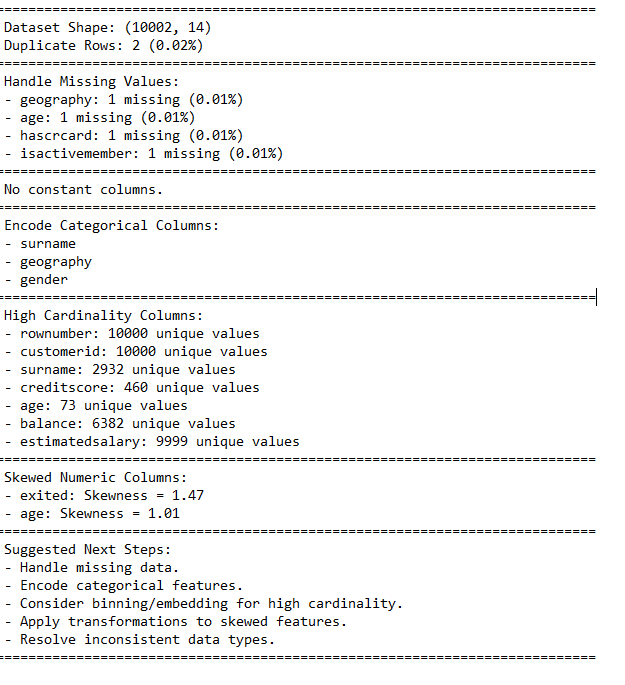 ==========================================================================
Dataset Shape: (10002, 14)
Duplicate Rows: 2 (0.02%)
==========================================================================
Handle Missing Values:
- geography: 1 missing (0.01%)
- age: 1 missing (0.01%)
- hascrcard: 1 missing (0.01%)
- isactivemember: 1 missing (0.01%)
==========================================================================
No constant columns.
==========================================================================
Encode Categorical Columns:
- surname
- geography
- gender
==========================================================================
High Cardinality Columns:
- rownumber: 10000 unique values
- customerid: 10000 unique values
- surname: 2932 unique values
- creditscore: 460 unique values
- age: 73 unique values
- balance: 6382 unique values
- estimatedsalary: 9999 unique values
==========================================================================
Skewed Numeric Columns:
- exited: Skewness = 1.47
- age: Skewness = 1.01
==========================================================================
Suggested Next Steps:
- Handle missing data.
- Encode categorical features.
- Consider binning/embedding for high cardinality.
- Apply transformations to skewed features.
- Resolve inconsistent data types.
==========================================================================